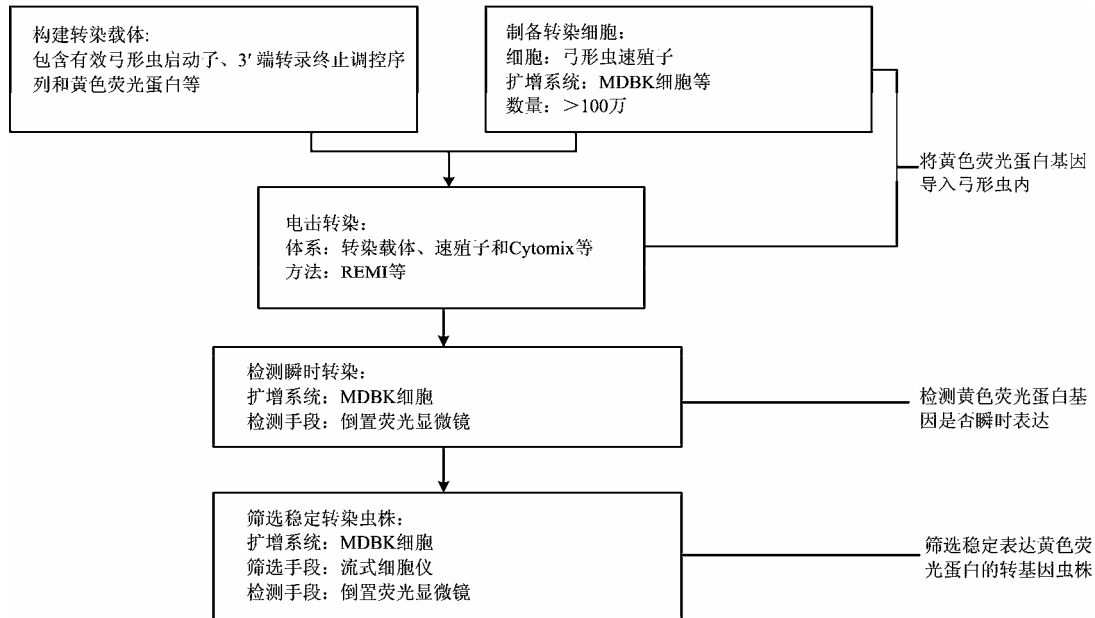 构建转染载体:
包含有效弓形虫启动子、3′端转录终止调控序
列和黄色荧光蛋白等
制备转染细胞：
细胞：弓形虫速殖子
扩增系统：MDBK细胞等
数量：＞100万
将黄色荧光蛋白基因
导入弓形虫内
电击转染：
体系：转染载体、速殖子和Cytomix等
方法：REMI等
检测瞬时转染：
扩增系统：MDBK细胞
检测手段：倒置荧光显微镜
检测黄色荧光蛋白基
因是否瞬时表达
筛选稳定转染虫株：
扩增系统：MDBK细胞
筛选手段：流式细胞仪
检测手段：倒置荧光显微镜
筛选稳定表达黄色荧
光蛋白的转基因虫株